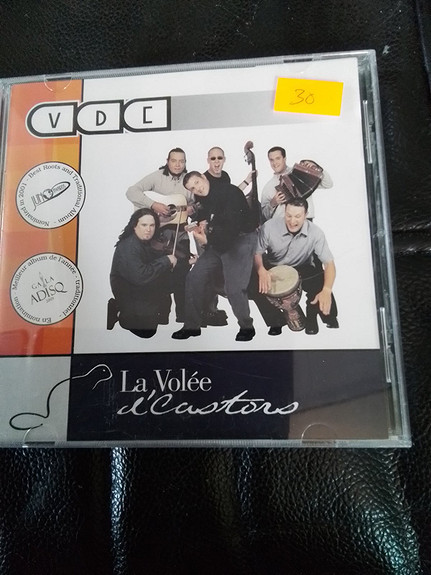 VDC
30
Nominated in 2001 - Best Roots and Traditional Album -
JUNO
En nomination - Meilleur album de l'année - traditionnel -
GALA
ADISQ
La Volée
d'Castors